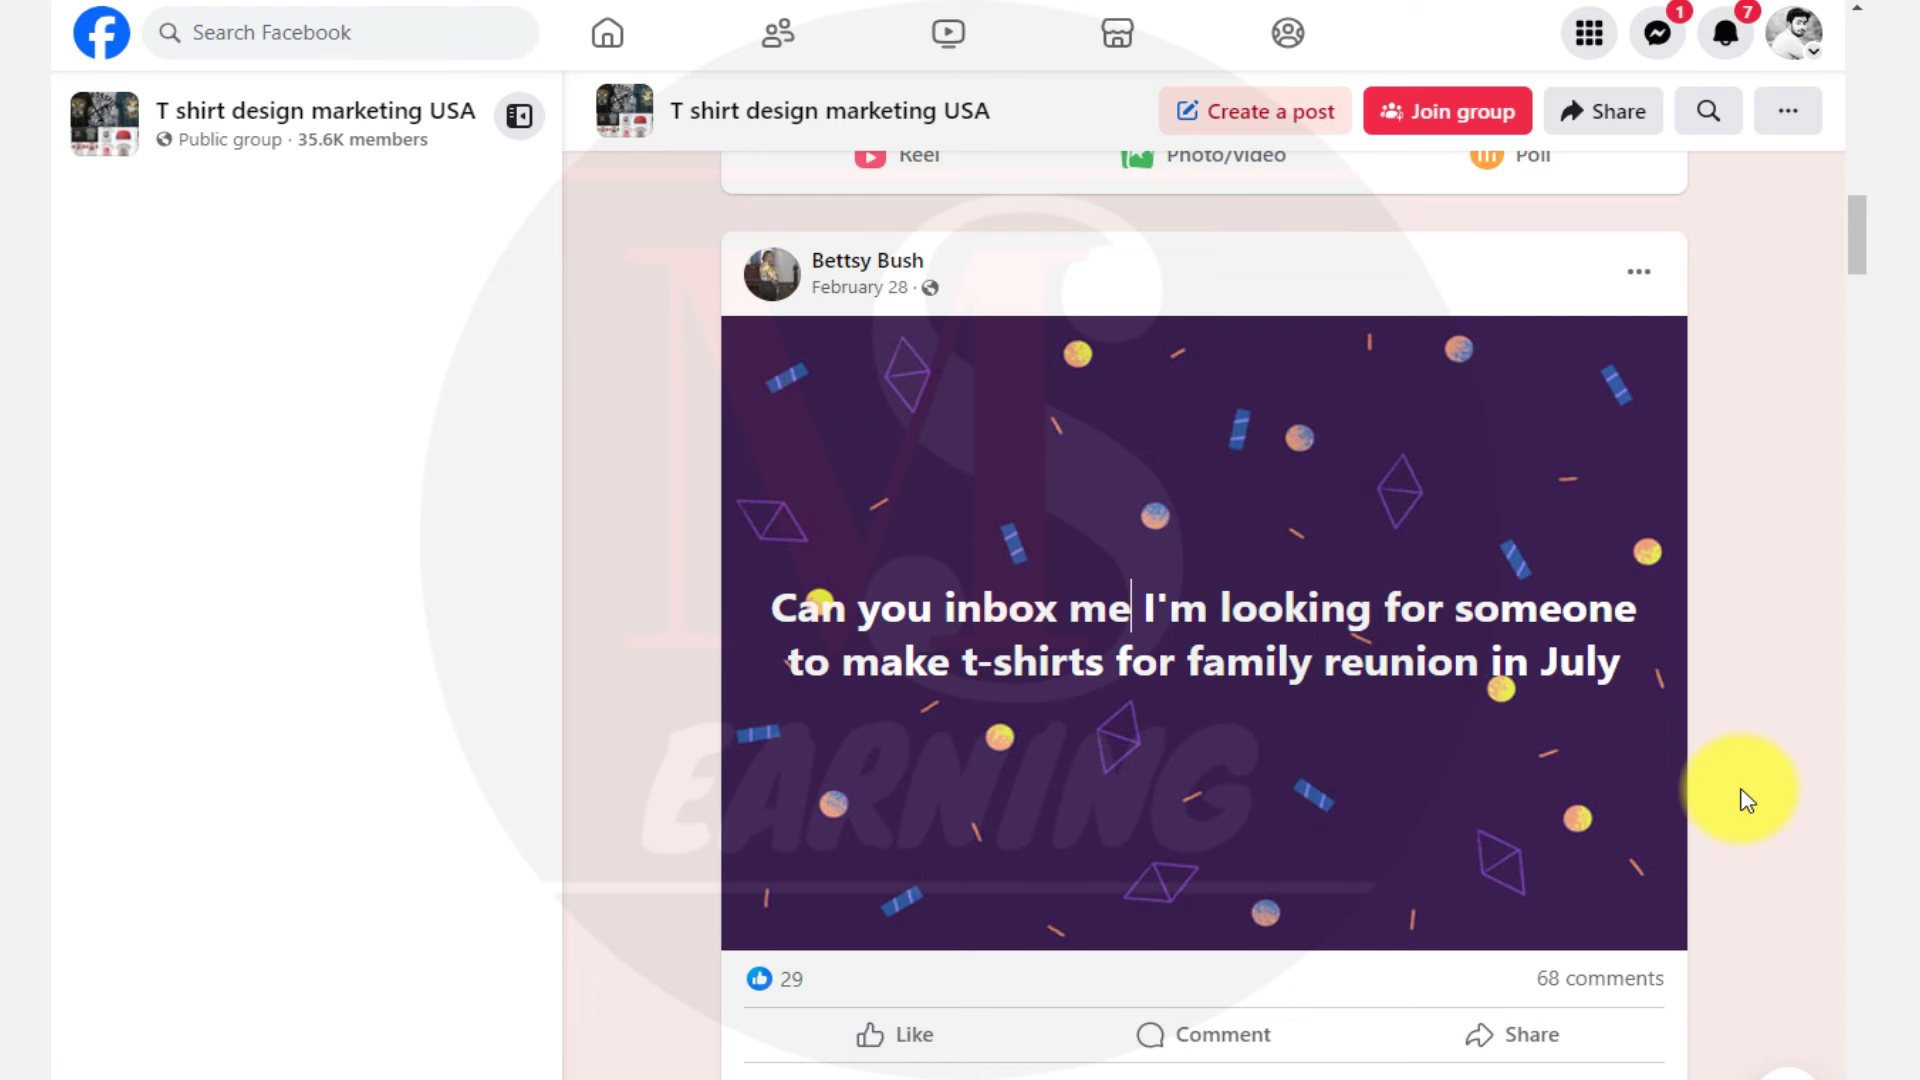 Search Facebook
1
7
T shirt design marketing USA
Public group · 35.6K members
T shirt design marketing USA
Create a post
Join group
Share
Reel
Photo/video
Poll
Bettsy Bush
February 28 ·
Can you inbox me I'm looking for someone
to make t-shirts for family reunion in July
MS
EARNING
29
68 comments
Like
Comment
Share